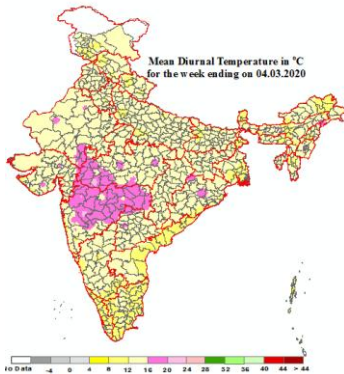 Mean Diurnal Temperature in °C
for the week ending on 04.03.2020
No Data -4 0 4 8 12 16 20 24 28 32 36 40 44 > 44